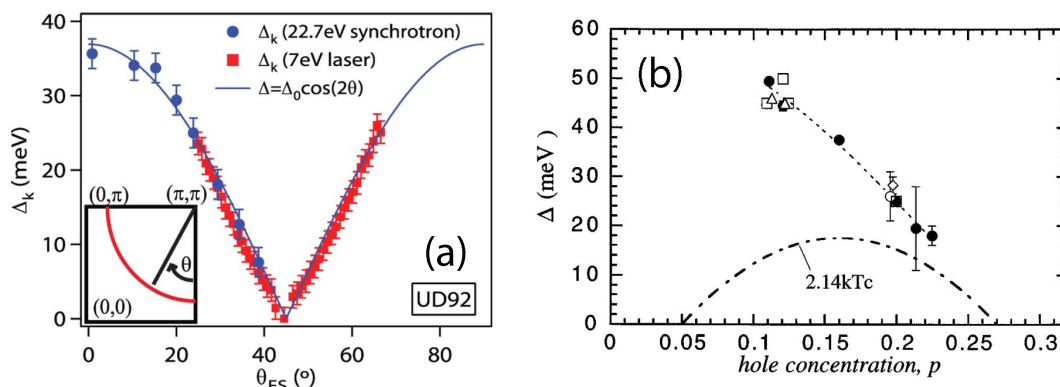 40
30
20
10
0
Δk (meV)
Δk (22.7eV synchrotron)
Δk (7eV laser)
Δ=Δ0cos(2θ)
(0,π)
(π,π)
θ
(0,0)
(a)
UD92
0
20
40
60
80
θFS (º)
(b)
60
50
40
30
20
10
0
Δ (meV)
2.14kTc
0
0.05
0.1
0.15
0.2
0.25
0.3
hole concentration, p